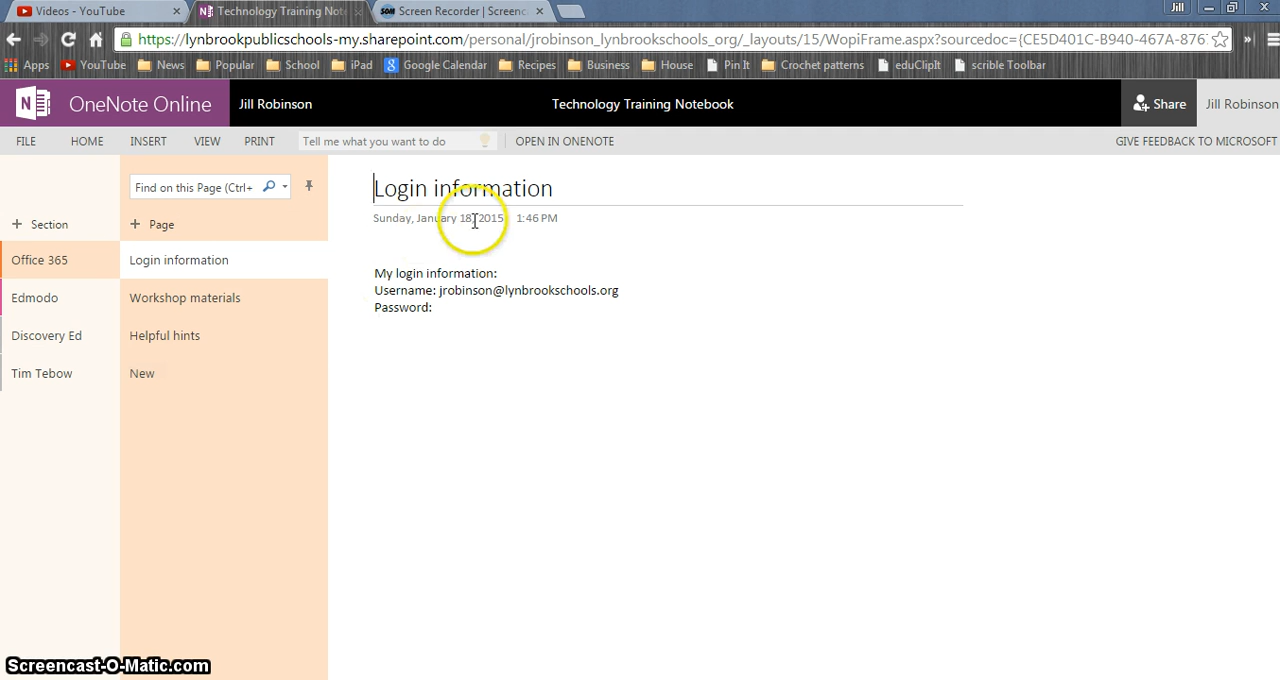 Videos - YouTube
Technology Training Not
Screen Recorder | Screenc
Jill
https://lynbrookpublicschools-my.sharepoint.com/personal/jrobinson_lynbrookschools_org/_layouts/15/WopiFrame.aspx?sourcedoc={CE5D401C-B940-467A-876
Apps YouTube News Popular School iPad Google Calendar Recipes Business House Pin It Crochet patterns eduClipIt scrible Toolbar
OneNote Online Jill Robinson Technology Training Notebook Share Jill Robinson
FILE HOME INSERT VIEW PRINT Tell me what you want to do OPEN IN ONENOTE GIVE FEEDBACK TO MICROSOFT
Find on this Page (Ctrl+
+ Section
+ Page
Office 365
Edmodo
Discovery Ed
Tim Tebow
Login information
Workshop materials
Helpful hints
New
Login information
Sunday, January 18, 2015 1:46 PM
My login information:
Username: jrobinson@lynbrookschools.org
Password:
Screencast-O-Matic.com